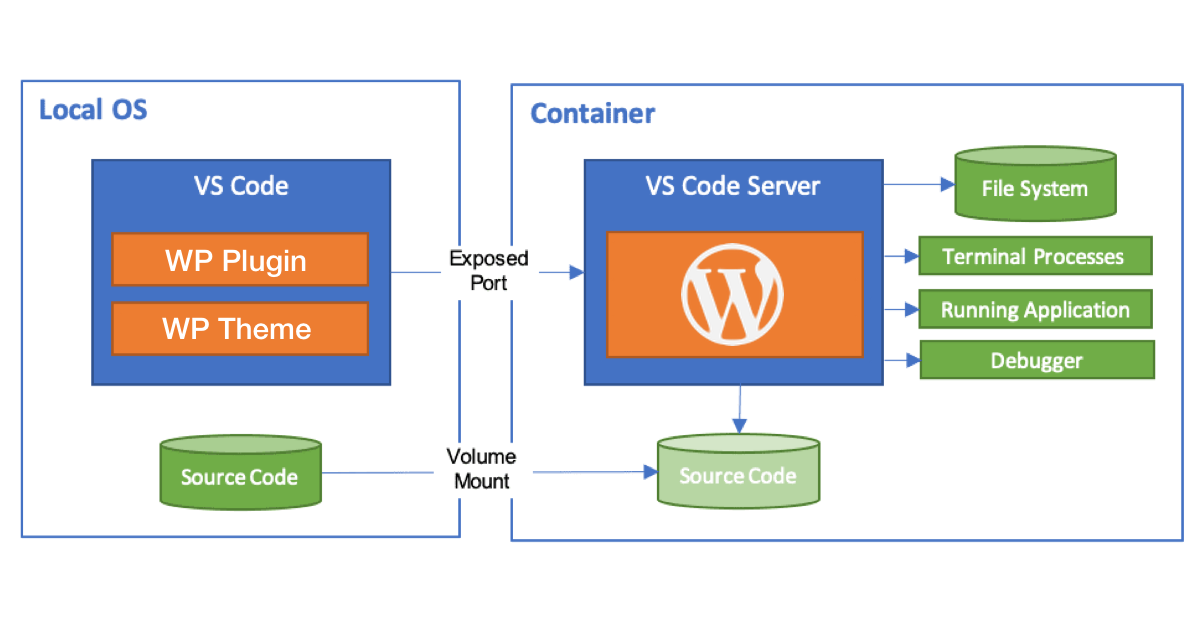 Local OS
VS Code
WP Plugin
WP Theme
Source Code
Exposed
Port
Volume
Mount
Container
VS Code Server
File System
Terminal Processes
Running Application
Debugger
Source Code